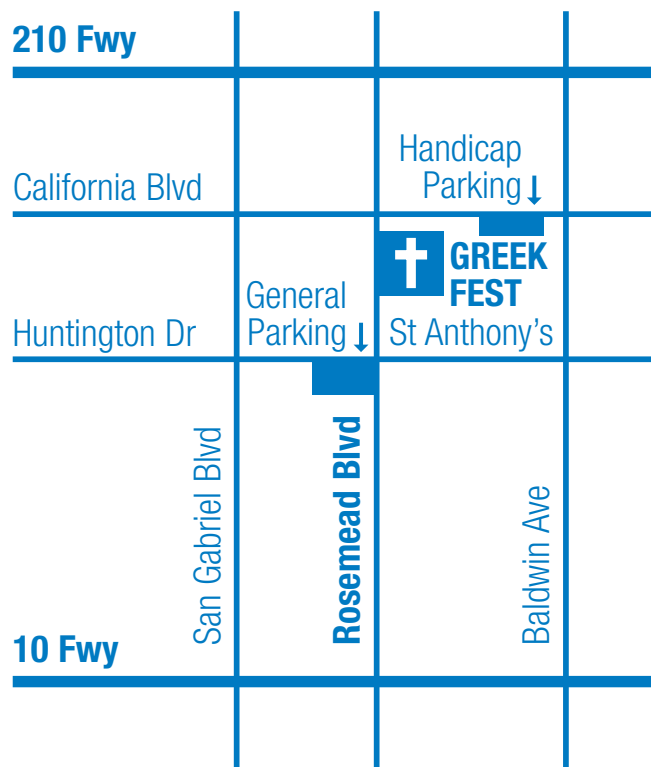 210 Fwy
Handicap
Parking
California Blvd
GREEK
FEST
General
Parking
St Anthony's
Huntington Dr
San Gabriel Blvd
Rosemead Blvd
Baldwin Ave
10 Fwy